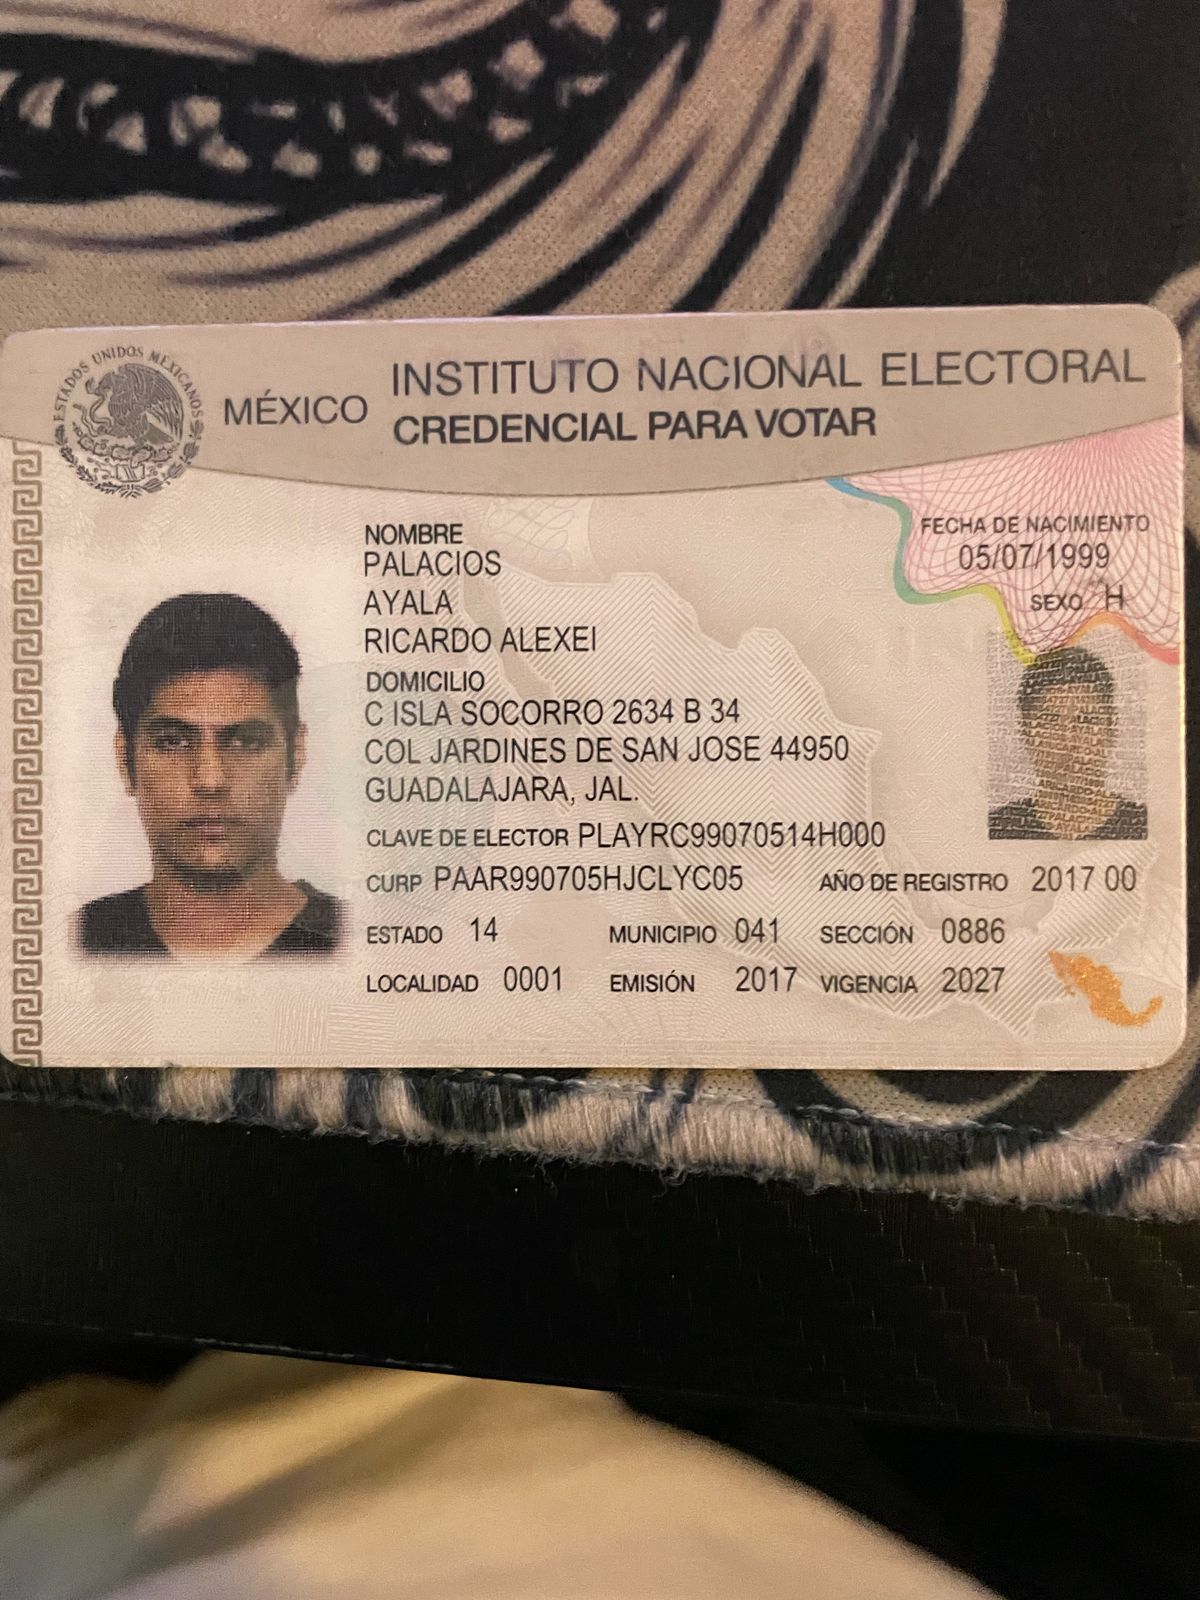 ESTADOS UNIDOS MEXICANOS
MÉXICO
INSTITUTO NACIONAL ELECTORAL
CREDENCIAL PARA VOTAR
NOMBRE
PALACIOS
AYALA
RICARDO ALEXEI
FECHA DE NACIMIENTO
05/07/1999
SEXO H
DOMICILIO
C ISLA SOCORRO 2634 B 34
COL JARDINES DE SAN JOSE 44950
GUADALAJARA, JAL.
CLAVE DE ELECTOR PLAYRC99070514H000
CURP PAAR990705HJCLYC05 AÑO DE REGISTRO 2017 00
ESTADO 14 MUNICIPIO 041 SECCIÓN 0886
LOCALIDAD 0001 EMISIÓN 2017 VIGENCIA 2027